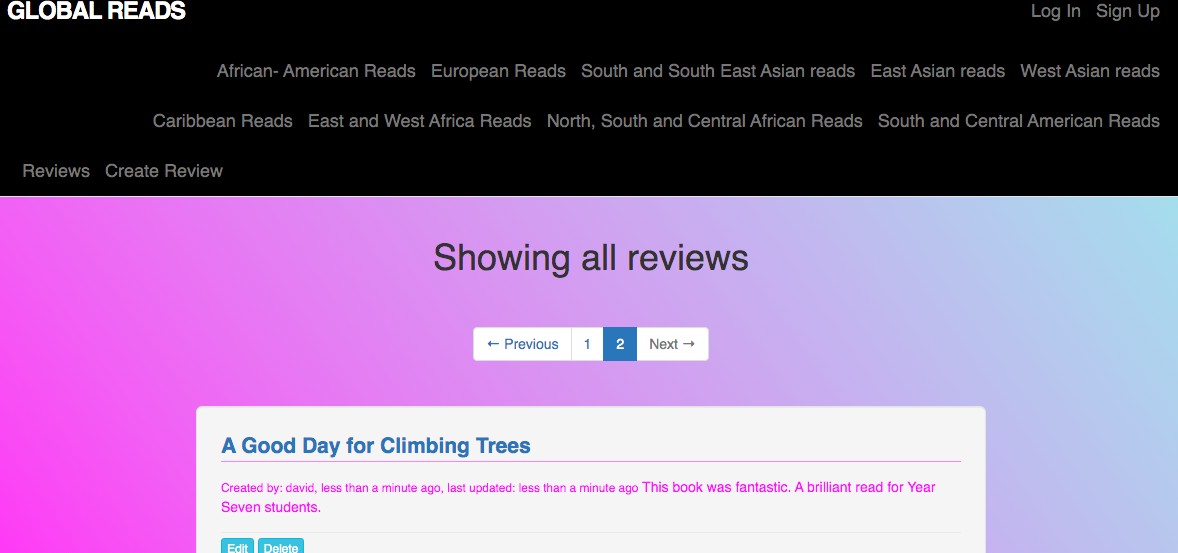 GLOBAL READS Log In Sign Up
African- American Reads European Reads South and South East Asian reads East Asian reads West Asian reads
Caribbean Reads East and West Africa Reads North, South and Central African Reads South and Central American Reads
Reviews Create Review
Showing all reviews
← Previous 1 2 Next →
A Good Day for Climbing Trees
Created by: david, less than a minute ago, last updated: less than a minute ago This book was fantastic. A brilliant read for Year
Seven students.
Edit Delete